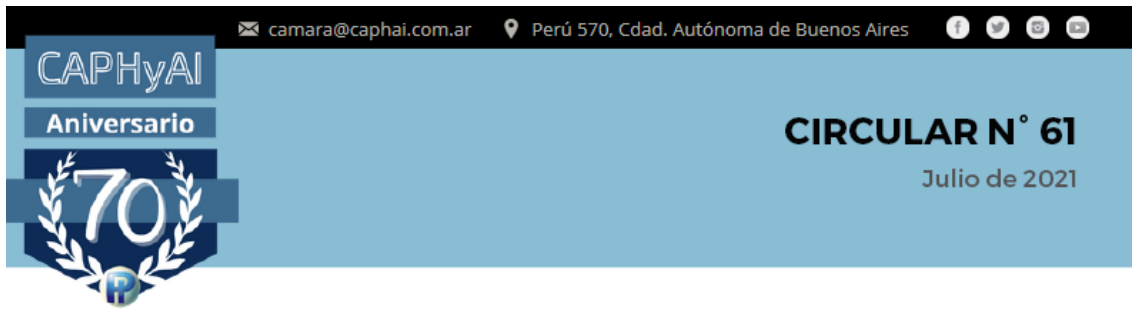 camara@caphai.com.ar Perú 570, Cdad. Autónoma de Buenos Aires
CAPHyAI
Aniversario
70
CIRCULAR N° 61
Julio de 2021